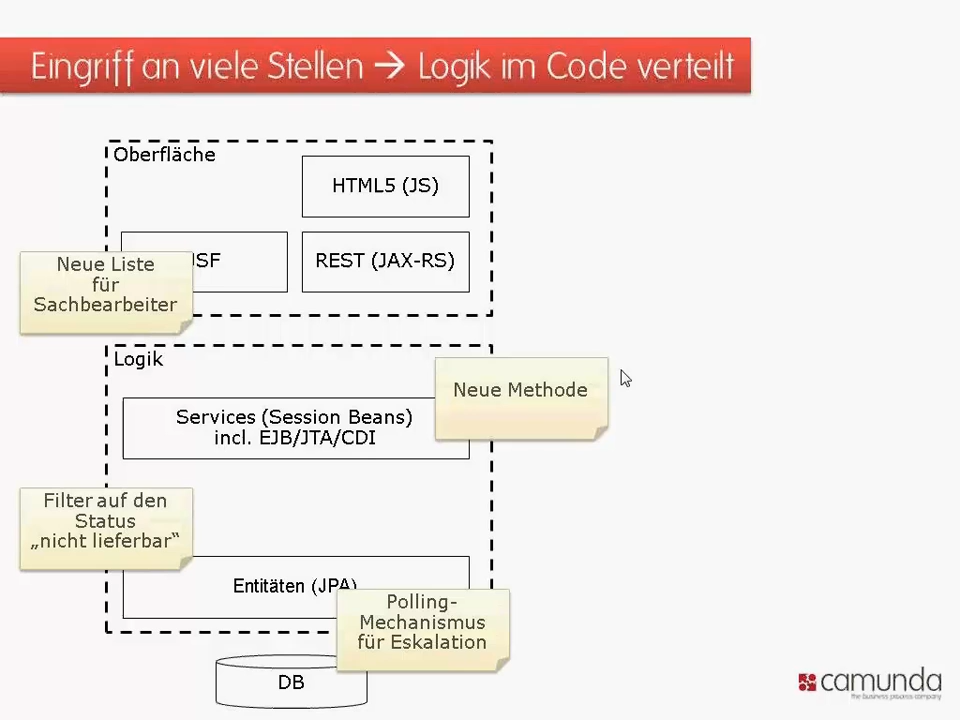 Eingriff an viele Stellen → Logik im Code verteilt
Oberfläche
HTML5 (JS)
JSF
REST (JAX-RS)
Neue Liste
für
Sachbearbeiter
Logik
Neue Methode
Services (Session Beans)
incl. EJB/JTA/CDI
Filter auf den
Status
„nicht lieferbar“
Entitäten (JPA)
Polling-
Mechanismus
für Eskalation
DB
camunda
the business process company